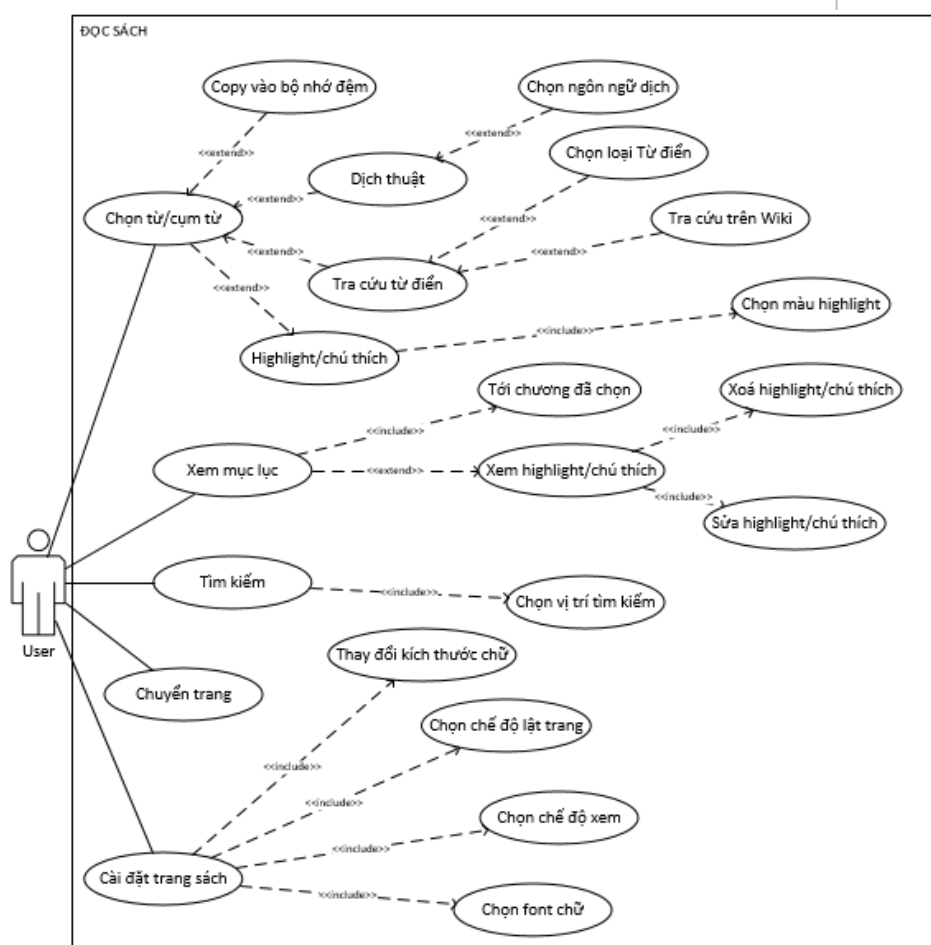 ĐỌC SÁCH
Copy vào bộ nhớ đệm
Chọn ngôn ngữ dịch
<<extend>>
<<extend>>
Chọn loại Từ điển
Dịch thuật
<<extend>>
Chọn từ/cụm từ
<<extend>>
Tra cứu trên Wiki
<<extend>>
<<extend>>
Tra cứu từ điển
<<extend>>
Chọn màu highlight
<<include>>
Highlight/chú thích
Tới chương đã chọn
Xoá highlight/chú thích
<<include>>
<<include>>
Xem mục lục
<<extend>>
Xem highlight/chú thích
<<include>>
Sửa highlight/chú thích
Tìm kiếm
<<include>>
Chọn vị trí tìm kiếm
User
Thay đổi kích thước chữ
Chuyển trang
Chọn chế độ lật trang
<<include>>
<<include>>
Chọn chế độ xem
<<include>>
Cài đặt trang sách
<<include>>
Chọn font chữ